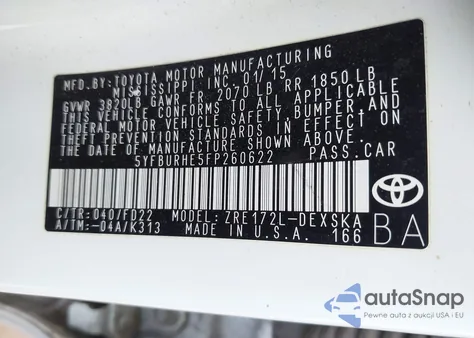 MFD.BY:TOYOTA MOTOR MANUFACTURING
MISSISSIPPI, INC. 01/15
GVWR 3820LB GAWR FR 2070 LB RR 1850 LB
THIS VEHICLE CONFORMS TO ALL APPLICABLE
FEDERAL MOTOR VEHICLE SAFETY, BUMPER, AND
THEFT PREVENTION STANDARDS IN EFFECT ON
THE DATE OF MANUFACTURE SHOWN ABOVE.
5YFBURHE5FP260622 PASS.CAR
C/TR: 040/FD22 MODEL: ZRE172L-DEXSKA
A/TM: -04A/K313 MADE IN U.S.A. 166
BA
autaSnap
Pewne auta z aukcji USA i EU